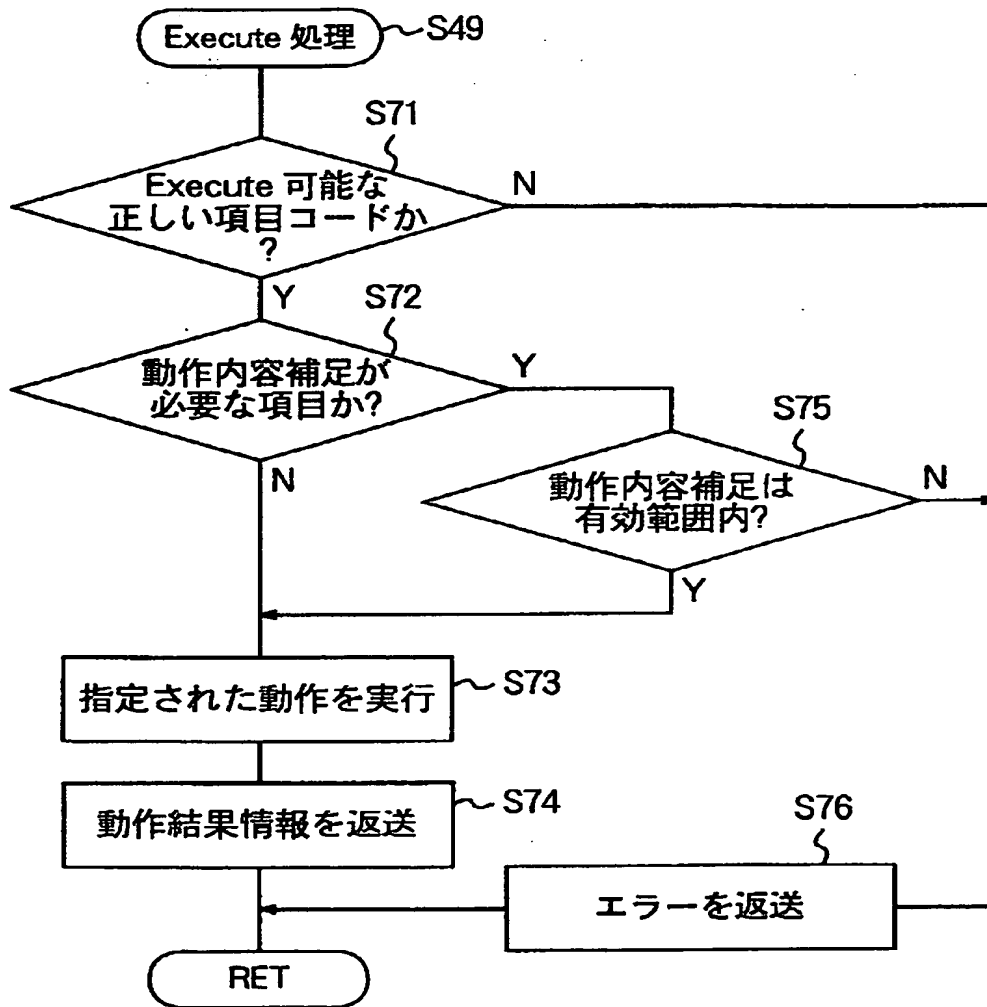 Execute 処理
S49
S71
Execute 可能な
正しい項目コードか
?
N
Y
S72
動作内容補足が
必要な項目か?
Y
N
S75
動作内容補足は
有効範囲内?
N
Y
指定された動作を実行
S73
動作結果情報を返送
S74
S76
エラーを返送
RET